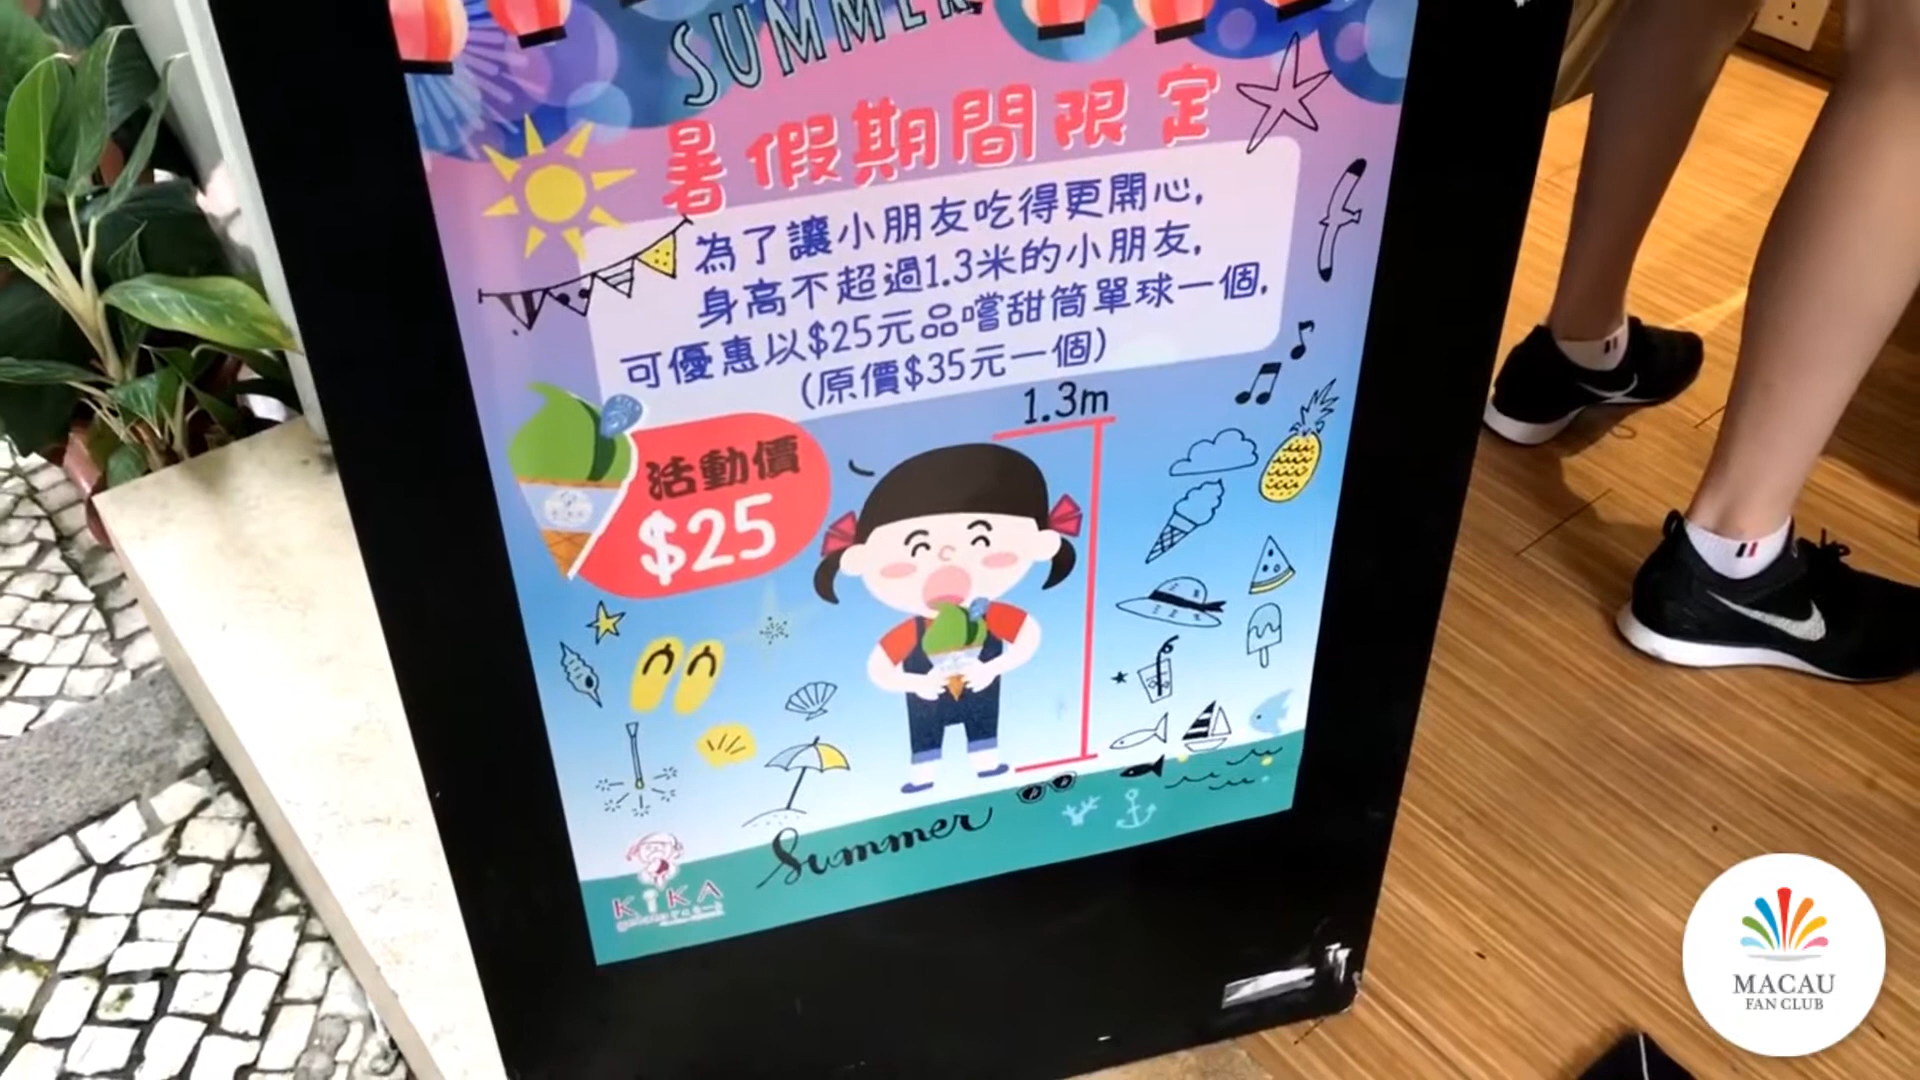 SUMMER
暑假期間限定
為了讓小朋友吃得更開心,
身高不超過1.3米的小朋友,
可優惠以$25元品嚐甜筒單球一個,
(原價$35元一個)
1.3m
活動價
$25
Summer
KIKA
MACAU
FAN CLUB